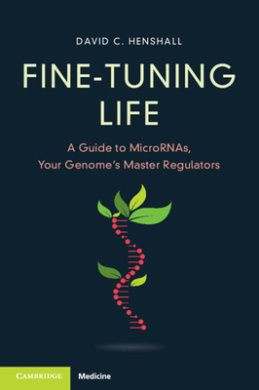 DAVID C. HENSHALL
FINE-TUNING
LIFE
A Guide to MicroRNAs,
Your Genome's Master Regulators
CAMBRIDGE
Medicine